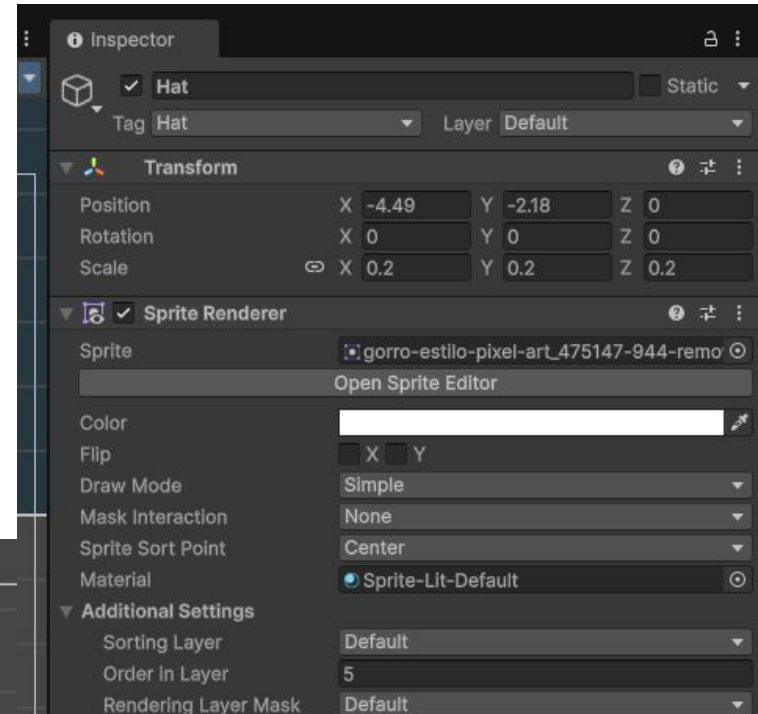 Inspector
Hat Static
Tag Hat Layer Default
Transform
Position X -4.49 Y -2.18 Z 0
Rotation X 0 Y 0 Z 0
Scale X 0.2 Y 0.2 Z 0.2
Sprite Renderer
Sprite gorro-estilo-pixel-art_475147-944-remo
Open Sprite Editor
Color
Flip X Y
Draw Mode Simple
Mask Interaction None
Sprite Sort Point Center
Material Sprite-Lit-Default
Additional Settings
Sorting Layer Default
Order in Layer 5
Rendering Layer Mask Default